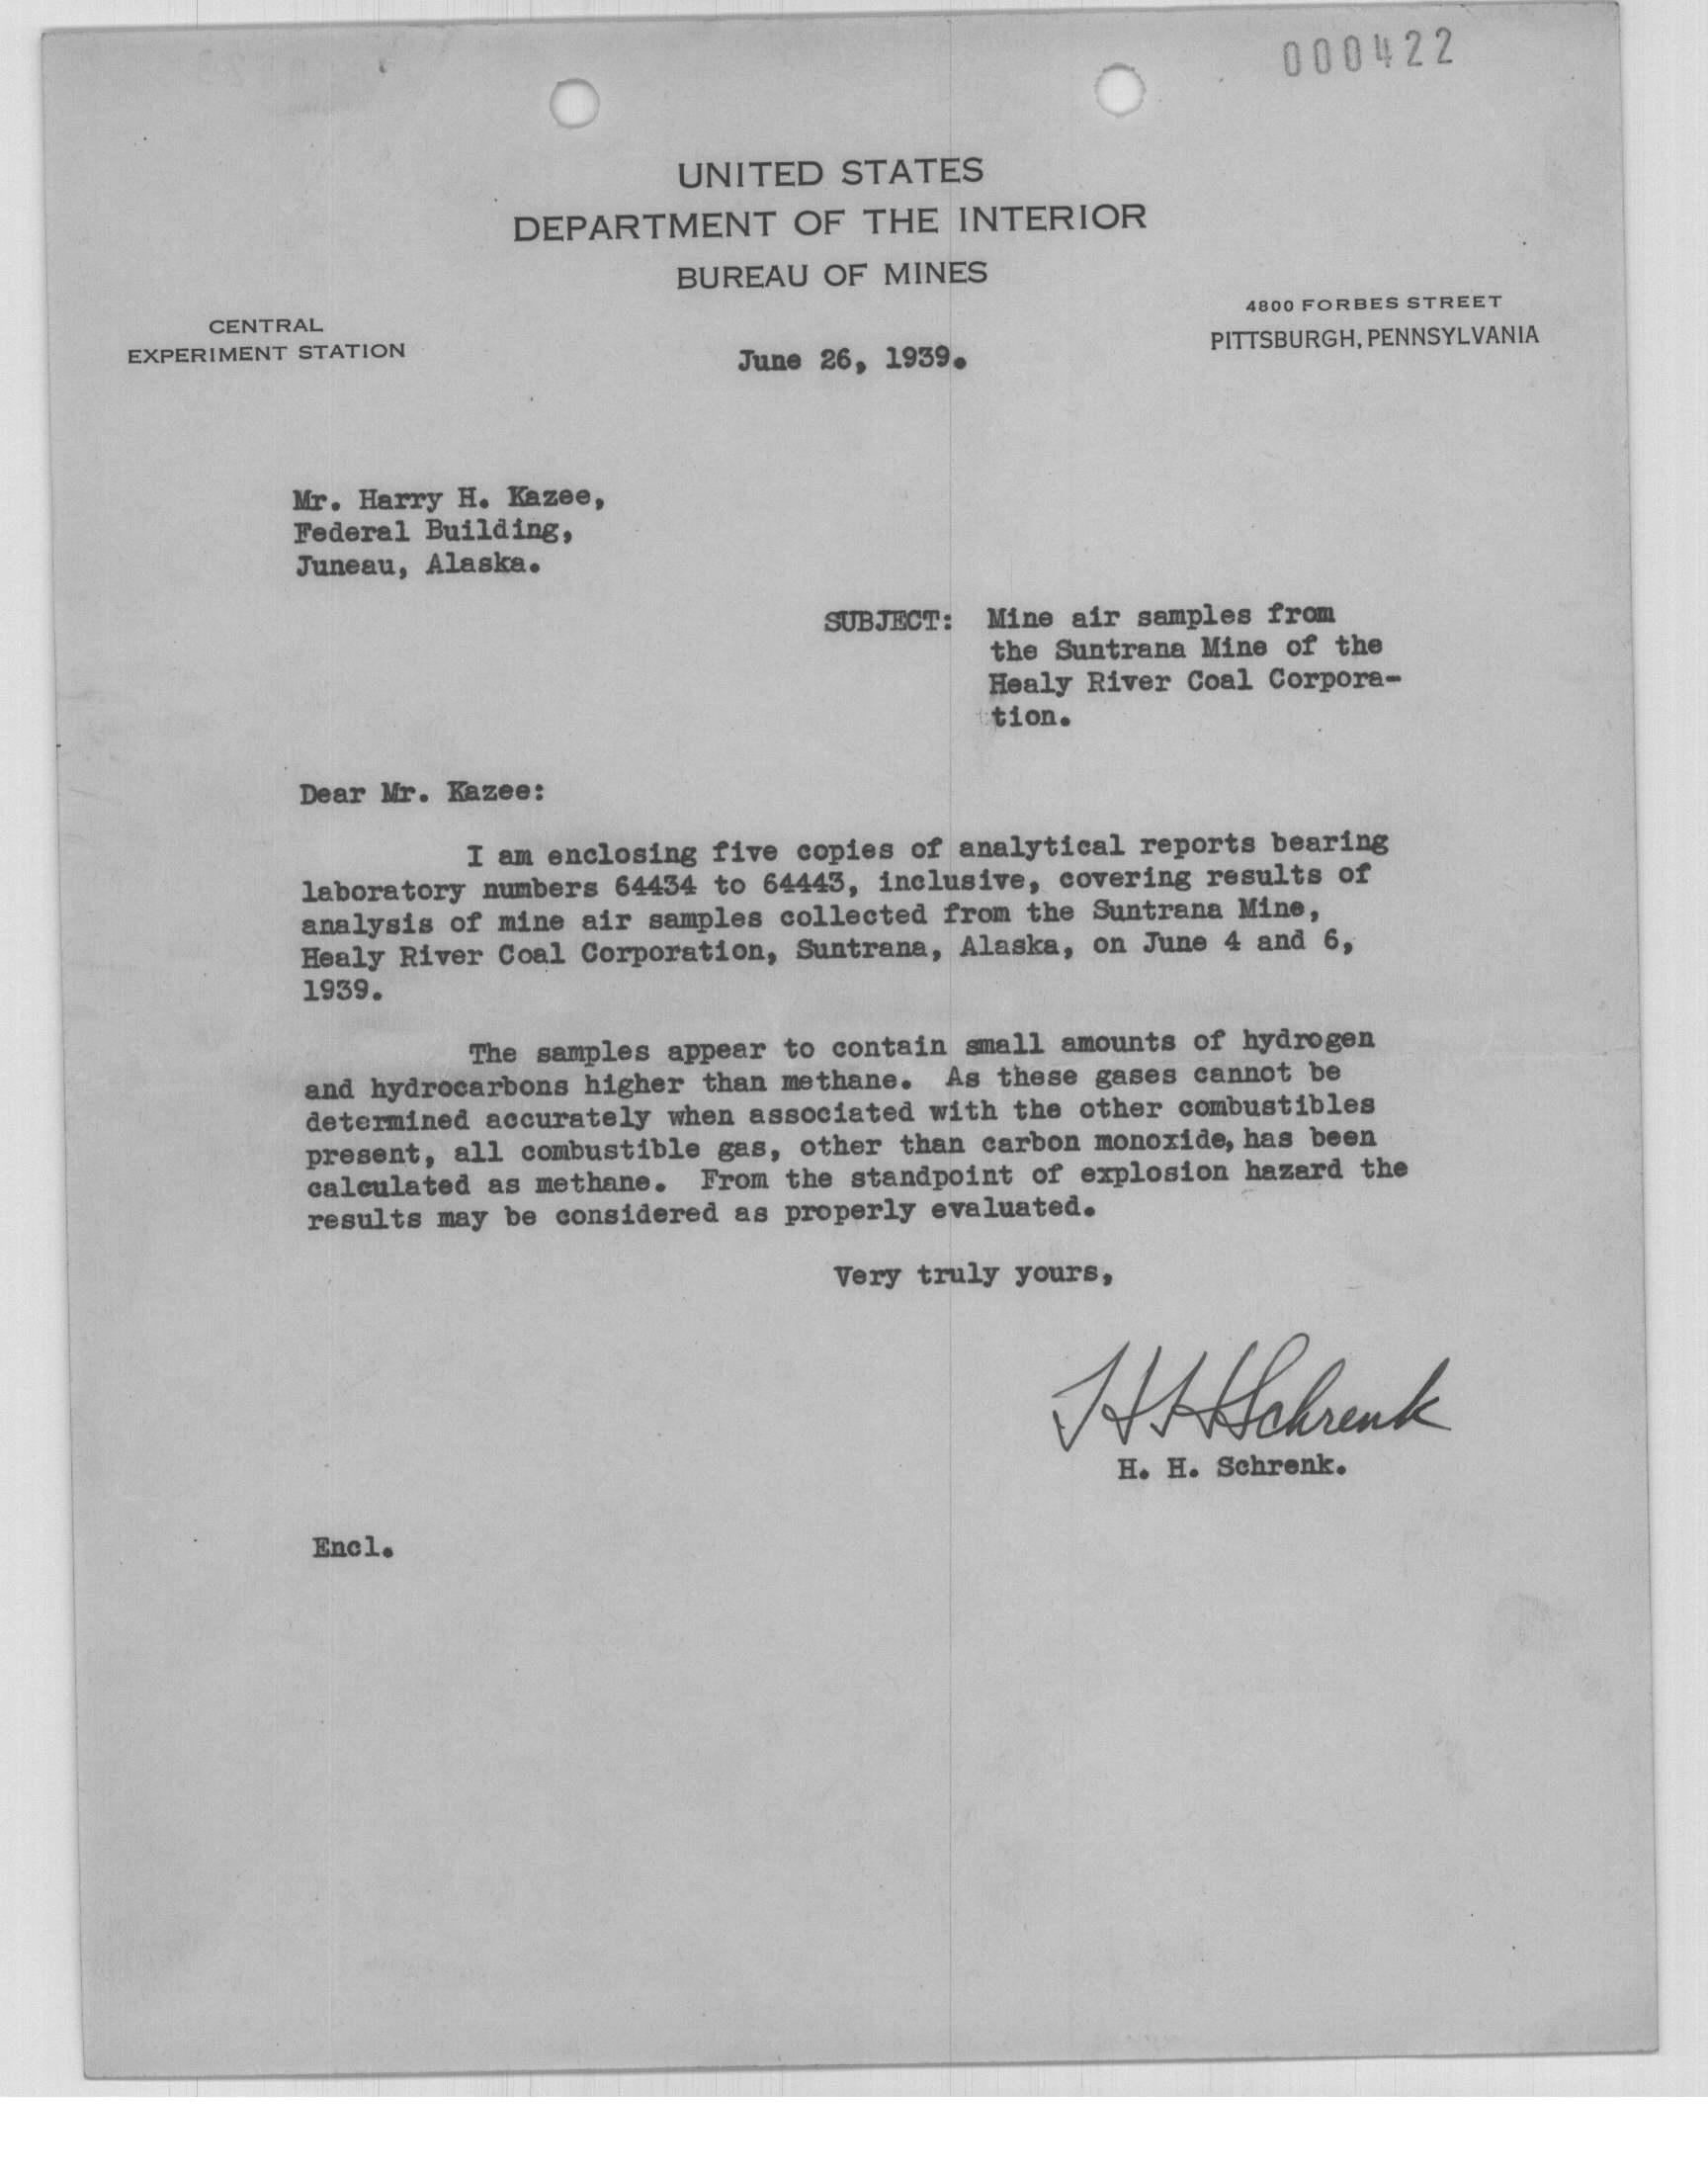 000422
UNITED STATES
DEPARTMENT OF THE INTERIOR
BUREAU OF MINES
CENTRAL
EXPERIMENT STATION
4800 FORBES STREET
PITTSBURGH, PENNSYLVANIA
June 26, 1939.
Mr. Harry H. Kazee,
Federal Building,
Juneau, Alaska.
SUBJECT: Mine air samples from
the Suntrana Mine of the
Healy River Coal Corpora-
tion.
Dear Mr. Kazee:
I am enclosing five copies of analytical reports bearing
laboratory numbers 64434 to 64443, inclusive, covering results of
analysis of mine air samples collected from the Suntrana Mine,
Healy River Coal Corporation, Suntrana, Alaska, on June 4 and 6,
1939.
The samples appear to contain small amounts of hydrogen
and hydrocarbons higher than methane. As these gases cannot be
determined accurately when associated with the other combustibles
present, all combustible gas, other than carbon monoxide, has been
calculated as methane. From the standpoint of explosion hazard the
results may be considered as properly evaluated.
Very truly yours,
H H Schrenk
H. H. Schrenk.
Encl.